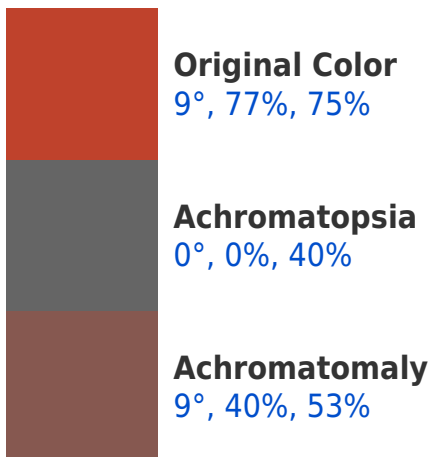 Original Color
9°, 77%, 75%
Achromatopsia
0°, 0%, 40%
Achromatomaly
9°, 40%, 53%